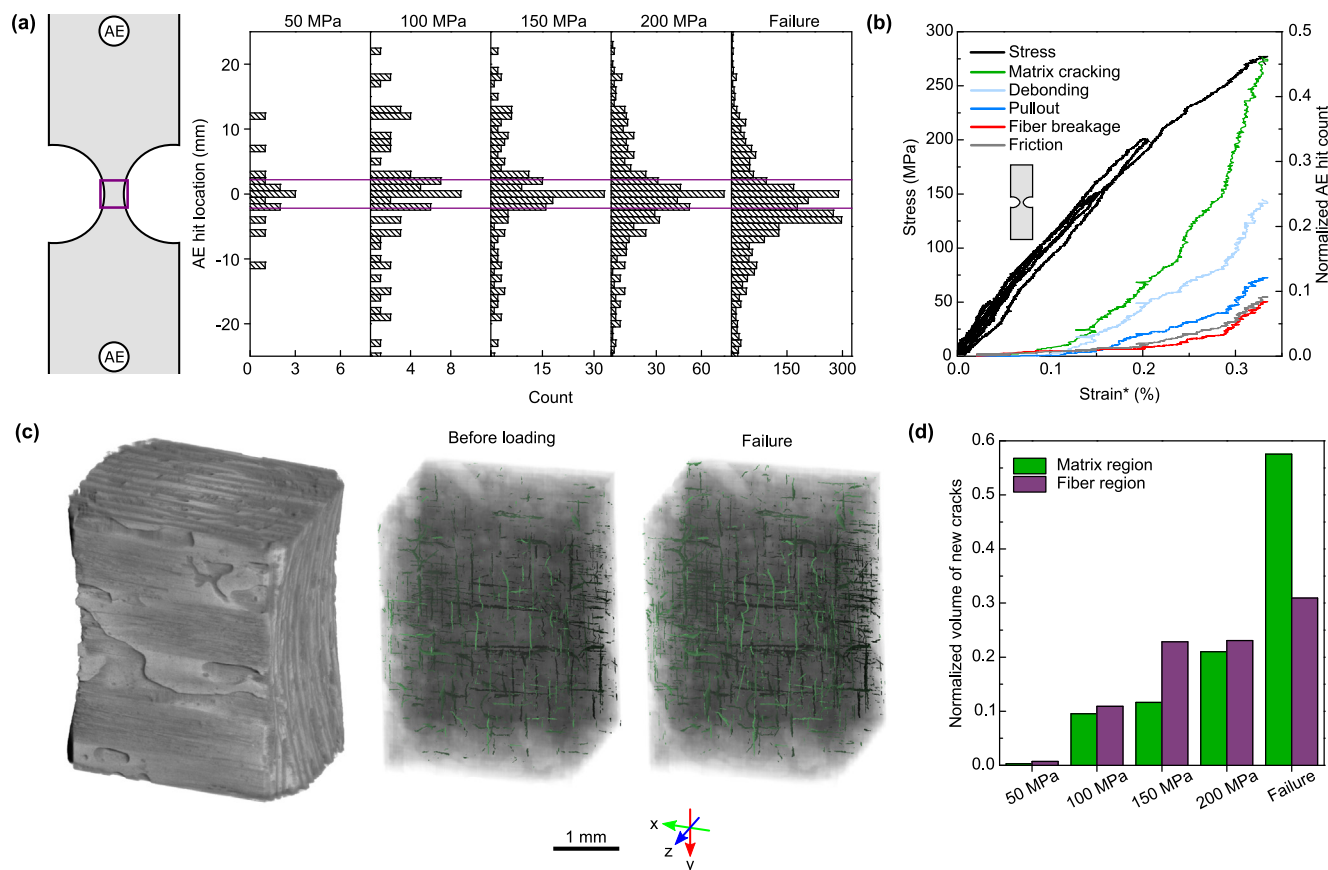 (a)
AE
AE
50 MPa 100 MPa 150 MPa 200 MPa Failure
AE hit location (mm)
20
10
0
-10
-20
0 3 6 4 8 15 30 30 60 150 300
Count
(b)
Stress
Matrix cracking
Debonding
Pullout
Fiber breakage
Friction
Stress (MPa)
300
250
200
150
100
50
0
Normalized AE hit count
0.5
0.4
0.3
0.2
0.1
0.0
0.0 0.1 0.2 0.3
Strain* (%)
(c)
Before loading
Failure
1 mm
x
z
y
(d)
Matrix region
Fiber region
Normalized volume of new cracks
0.6
0.5
0.4
0.3
0.2
0.1
0.0
50 MPa 100 MPa 150 MPa 200 MPa Failure